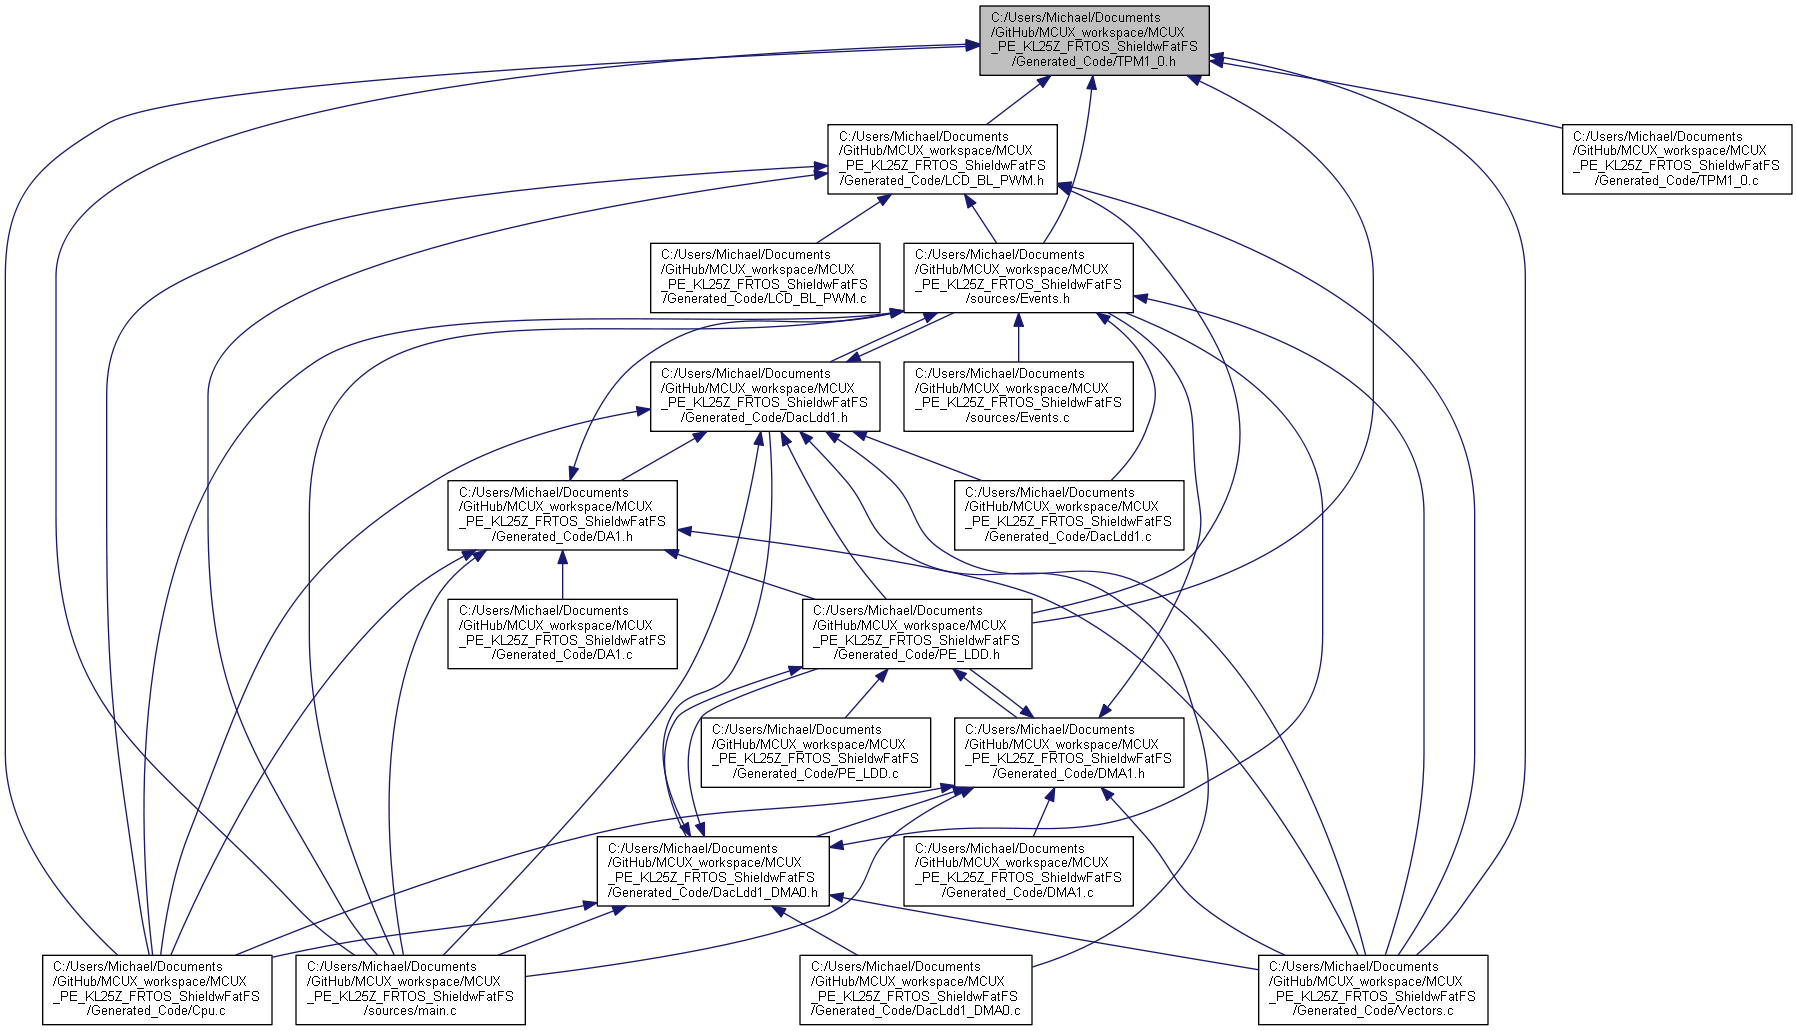 C:/Users/Michael/Documents
/GitHub/MCUX_workspace/MCUX
_PE_KL25Z_FRTOS_ShieldwFatFS
/Generated_Code/TPM1_0.h
C:/Users/Michael/Documents
/GitHub/MCUX_workspace/MCUX
_PE_KL25Z_FRTOS_ShieldwFatFS
/Generated_Code/LCD_BL_PWM.h
C:/Users/Michael/Documents
/GitHub/MCUX_workspace/MCUX
_PE_KL25Z_FRTOS_ShieldwFatFS
/Generated_Code/TPM1_0.c
C:/Users/Michael/Documents
/GitHub/MCUX_workspace/MCUX
_PE_KL25Z_FRTOS_ShieldwFatFS
/Generated_Code/LCD_BL_PWM.c
C:/Users/Michael/Documents
/GitHub/MCUX_workspace/MCUX
_PE_KL25Z_FRTOS_ShieldwFatFS
/sources/Events.h
C:/Users/Michael/Documents
/GitHub/MCUX_workspace/MCUX
_PE_KL25Z_FRTOS_ShieldwFatFS
/Generated_Code/DacLdd1.h
C:/Users/Michael/Documents
/GitHub/MCUX_workspace/MCUX
_PE_KL25Z_FRTOS_ShieldwFatFS
/sources/Events.c
C:/Users/Michael/Documents
/GitHub/MCUX_workspace/MCUX
_PE_KL25Z_FRTOS_ShieldwFatFS
/Generated_Code/DA1.h
C:/Users/Michael/Documents
/GitHub/MCUX_workspace/MCUX
_PE_KL25Z_FRTOS_ShieldwFatFS
/Generated_Code/DacLdd1.c
C:/Users/Michael/Documents
/GitHub/MCUX_workspace/MCUX
_PE_KL25Z_FRTOS_ShieldwFatFS
/Generated_Code/DA1.c
C:/Users/Michael/Documents
/GitHub/MCUX_workspace/MCUX
_PE_KL25Z_FRTOS_ShieldwFatFS
/Generated_Code/PE_LDD.h
C:/Users/Michael/Documents
/GitHub/MCUX_workspace/MCUX
_PE_KL25Z_FRTOS_ShieldwFatFS
/Generated_Code/PE_LDD.c
C:/Users/Michael/Documents
/GitHub/MCUX_workspace/MCUX
_PE_KL25Z_FRTOS_ShieldwFatFS
/Generated_Code/DMA1.h
C:/Users/Michael/Documents
/GitHub/MCUX_workspace/MCUX
_PE_KL25Z_FRTOS_ShieldwFatFS
/Generated_Code/DacLdd1_DMA0.h
C:/Users/Michael/Documents
/GitHub/MCUX_workspace/MCUX
_PE_KL25Z_FRTOS_ShieldwFatFS
/Generated_Code/DMA1.c
C:/Users/Michael/Documents
/GitHub/MCUX_workspace/MCUX
_PE_KL25Z_FRTOS_ShieldwFatFS
/Generated_Code/Cpu.c
C:/Users/Michael/Documents
/GitHub/MCUX_workspace/MCUX
_PE_KL25Z_FRTOS_ShieldwFatFS
/sources/main.c
C:/Users/Michael/Documents
/GitHub/MCUX_workspace/MCUX
_PE_KL25Z_FRTOS_ShieldwFatFS
/Generated_Code/DacLdd1_DMA0.c
C:/Users/Michael/Documents
/GitHub/MCUX_workspace/MCUX
_PE_KL25Z_FRTOS_ShieldwFatFS
/Generated_Code/Vectors.c